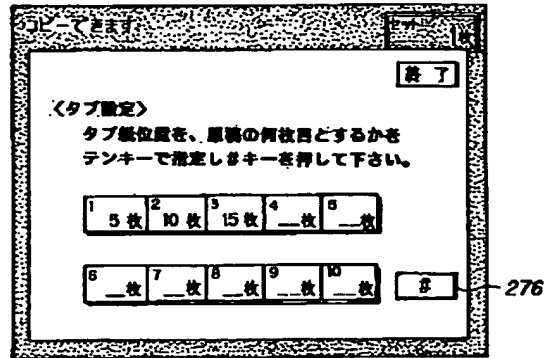 コピーできます
セット 1枚
終了
〈タブ設定〉
タブ紙位置を、原稿の何枚目とするかを
テンキーで指定し#キーを押して下さい。
1 5枚 2 10枚 3 15枚 4 __枚 5 __枚
6 __枚 7 __枚 8 __枚 9 __枚 10 __枚 #
276